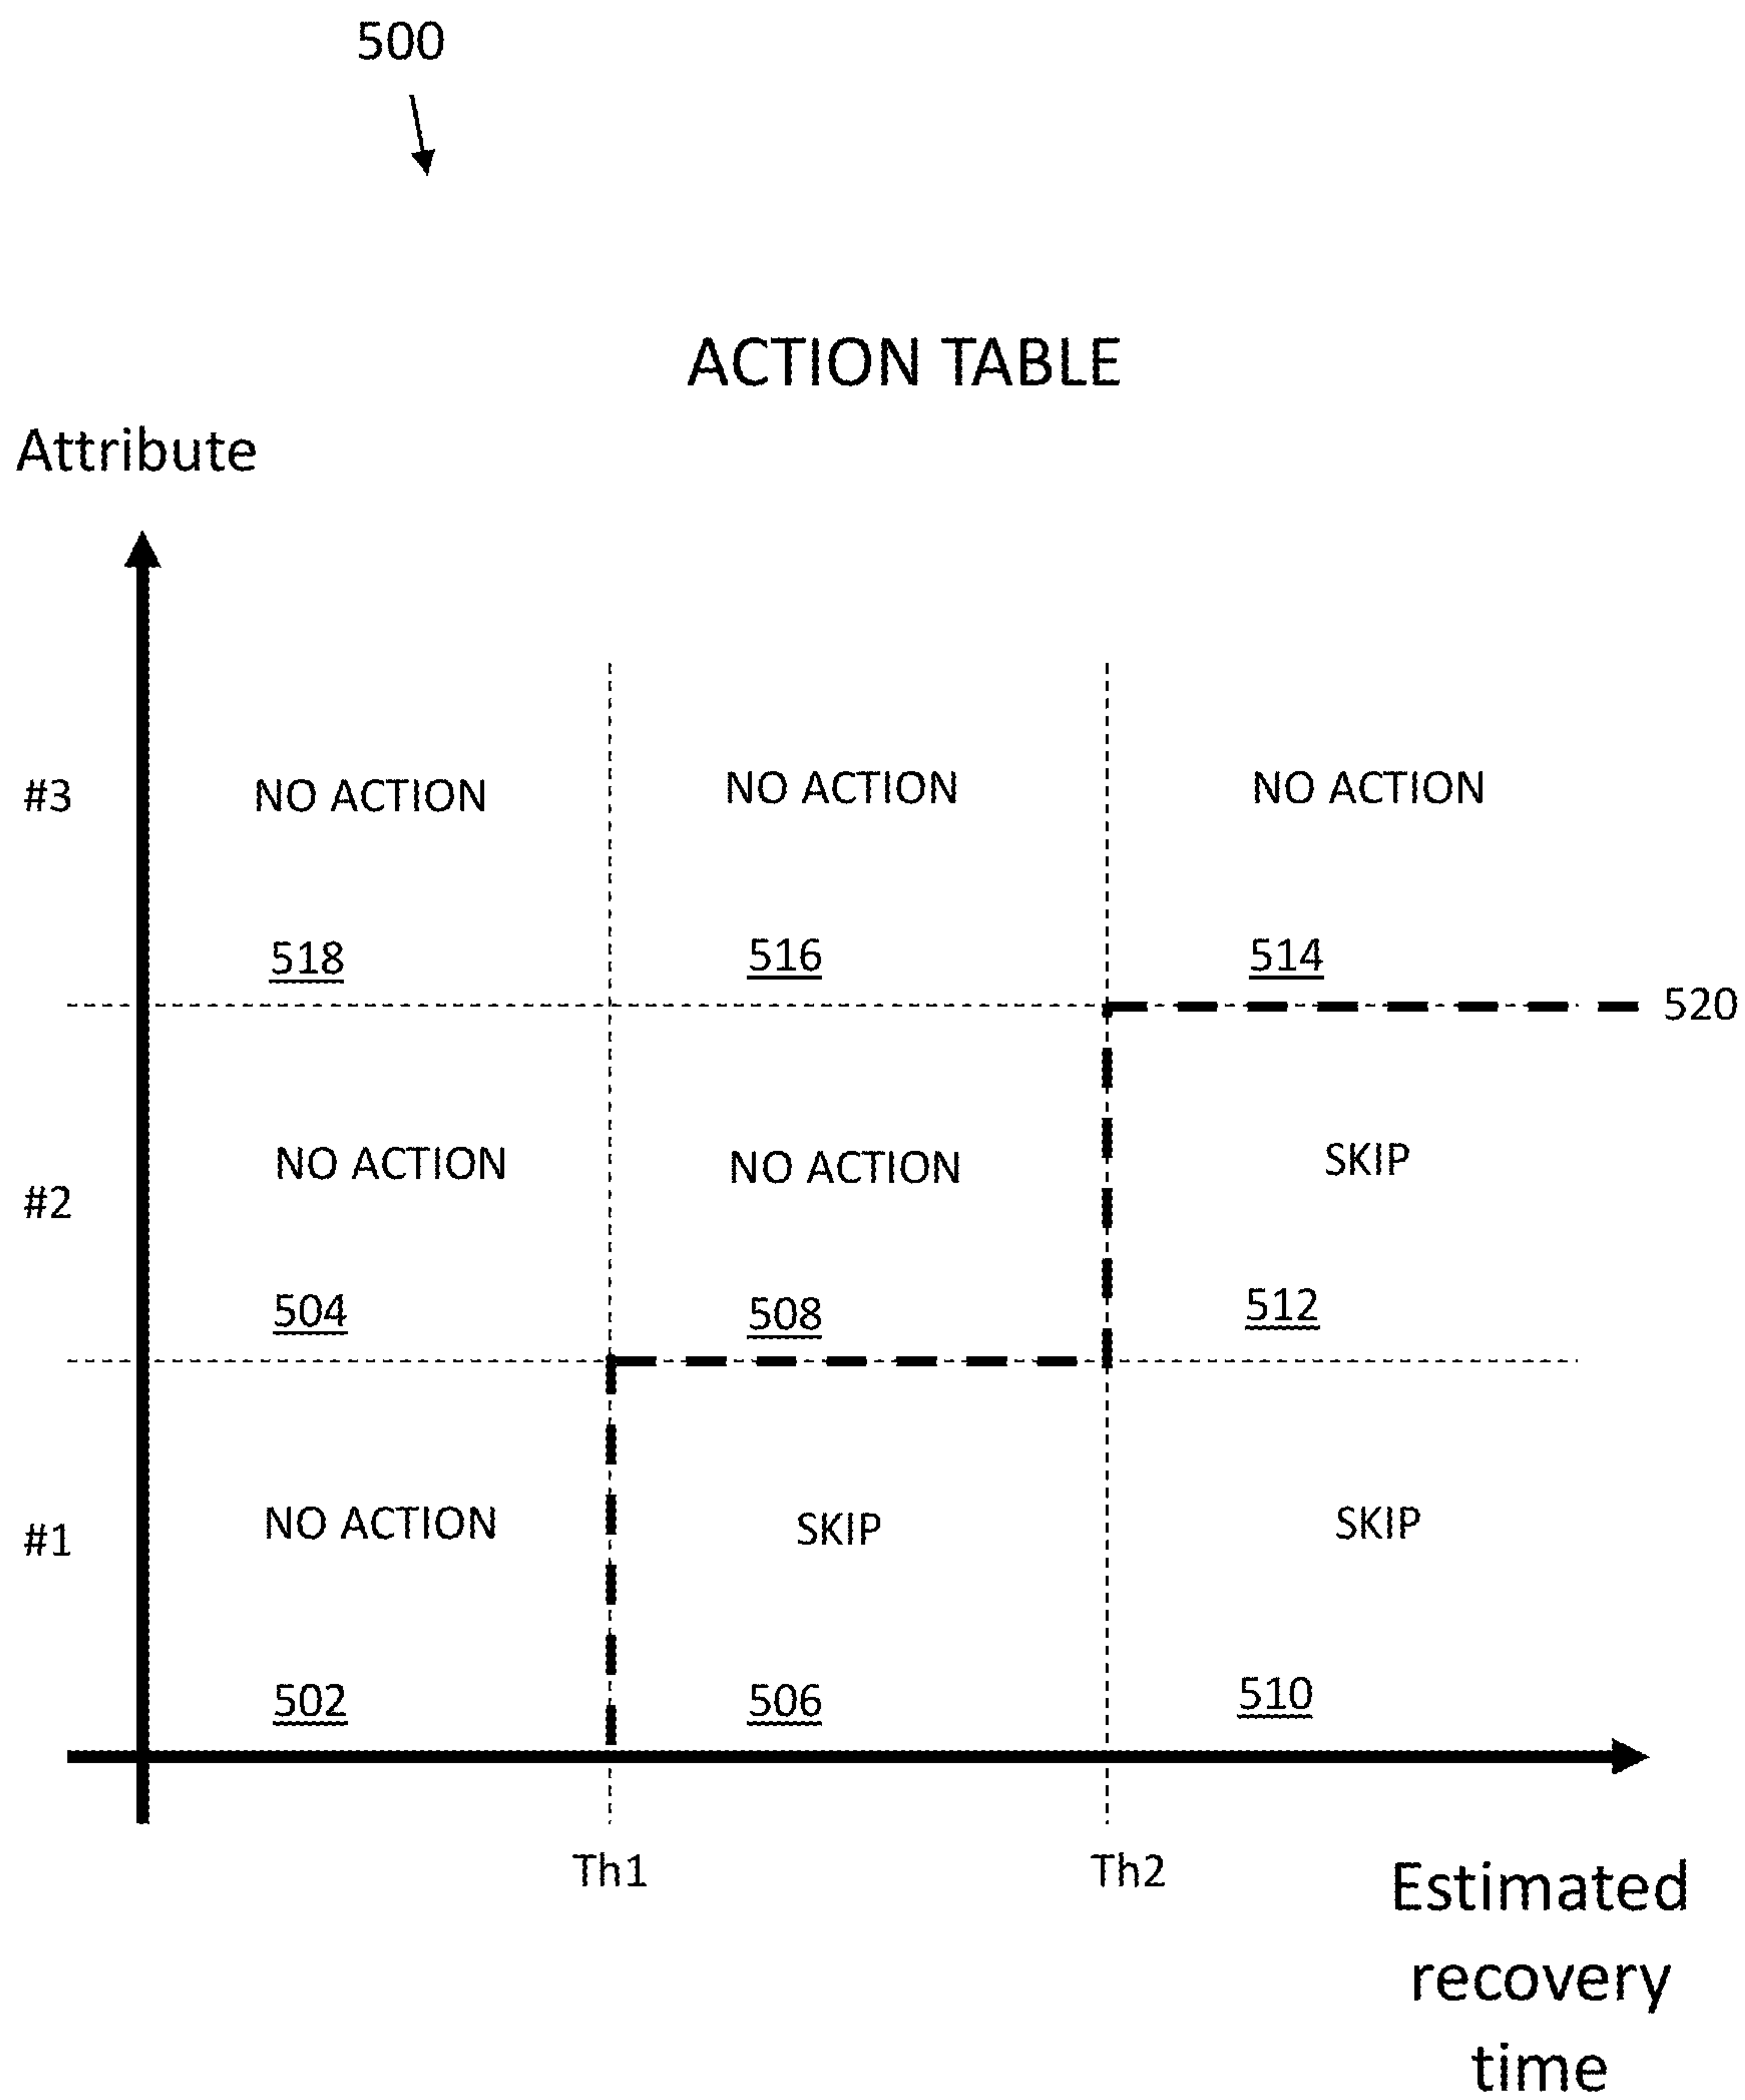 500
ACTION TABLE
Attribute
#3 NO ACTION NO ACTION NO ACTION
518 516 514
520
#2 NO ACTION NO ACTION SKIP
504 508 512
#1 NO ACTION SKIP SKIP
502 506 510
Th1 Th2
Estimated
recovery
time